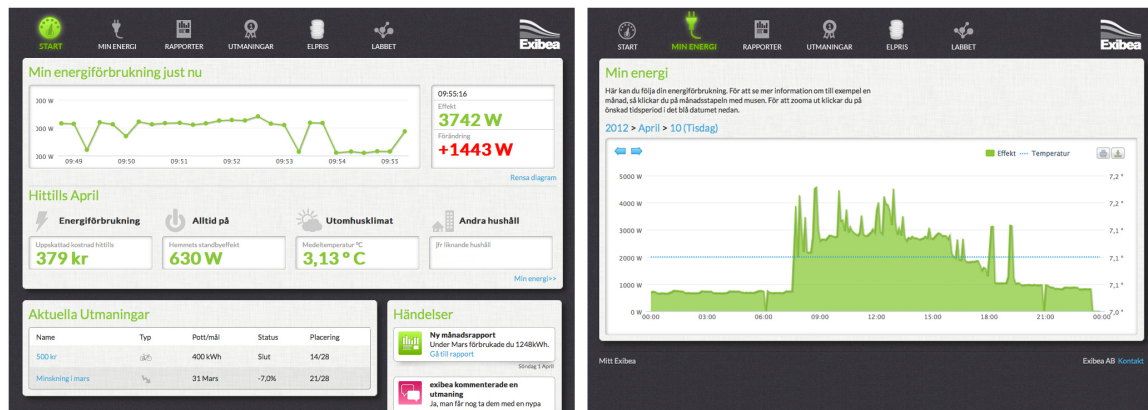 START
MIN ENERGI
RAPPORTER
UTMANINGAR
ELPRIS
LABBET
Exibea
Min energiförbrukning just nu
000 W
000 W
000 W
09:49
09:50
09:51
09:52
09:53
09:54
09:55
09:55:16
Effekt
3742 W
Förändring
+1443 W
Rensa diagram
Hittills April
Energiförbrukning
Alltid på
Utomhusklimat
Andra hushåll
Uppskattad kostnad hittills
379 kr
Hemmets standbyeffekt
630 W
Medeltemperatur °C
3,13 ° C
Jfr liknande hushåll
Min energi>>
Aktuella Utmaningar
Name Typ Pott/mål Status Placering
500 kr 400 kWh Slut 14/28
Minskning i mars 31 Mars -7,0% 21/28
Händelser
Ny månadsrapport
Under Mars förbrukade du 1248kWh.
Gå till rapport
Söndag 1 April
exibea kommenterade en
utmaning
Ja, man får nog ta dem med en nypa
START
MIN ENERGI
RAPPORTER
UTMANINGAR
ELPRIS
LABBET
Exibea
Min energi
Här kan du följa din energiförbrukning. För att se mer information om till exempel en
månad, så klickar du på månadsstapeln med musen. För att zooma ut klickar du på
önskad tidsperiod i det blå datumet nedan.
2012 > April > 10 (Tisdag)
Effekt
Temperatur
5000 W
4000 W
3000 W
2000 W
1000 W
0 W
7,2 °
7,2 °
7,1 °
7,1 °
7,1 °
7,0 °
00:00
03:00
06:00
09:00
12:00
15:00
18:00
21:00
00:00
Mitt Exibea
Exibea AB Kontakt